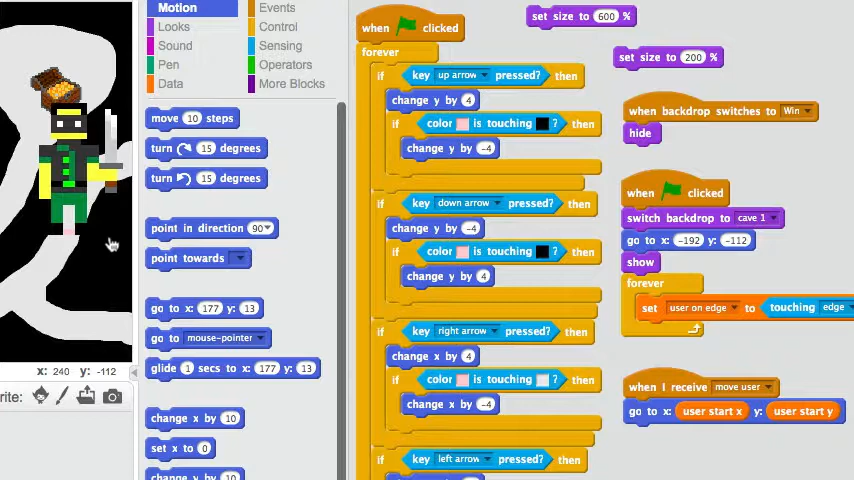 Motion
Looks
Sound
Pen
Data
Events
Control
Sensing
Operators
More Blocks
move 10 steps
turn 15 degrees
turn 15 degrees
point in direction 90
point towards
go to x: 177 y: 13
go to mouse-pointer
glide 1 secs to x: 177 y: 13
change x by 10
set x to 0
change y by 10
x: 240 y: -112
rite:
when clicked
forever
if key up arrow pressed? then
change y by 4
if color is touching ? then
change y by -4
if key down arrow pressed? then
change y by -4
if color is touching ? then
change y by 4
if key right arrow pressed? then
change x by 4
if color is touching ? then
change x by -4
if key left arrow pressed? then
set size to 600 %
set size to 200 %
when backdrop switches to Win
hide
when clicked
switch backdrop to cave 1
go to x: -192 y: -112
show
forever
set user on edge to touching edge
when I receive move user
go to x: user start x y: user start y